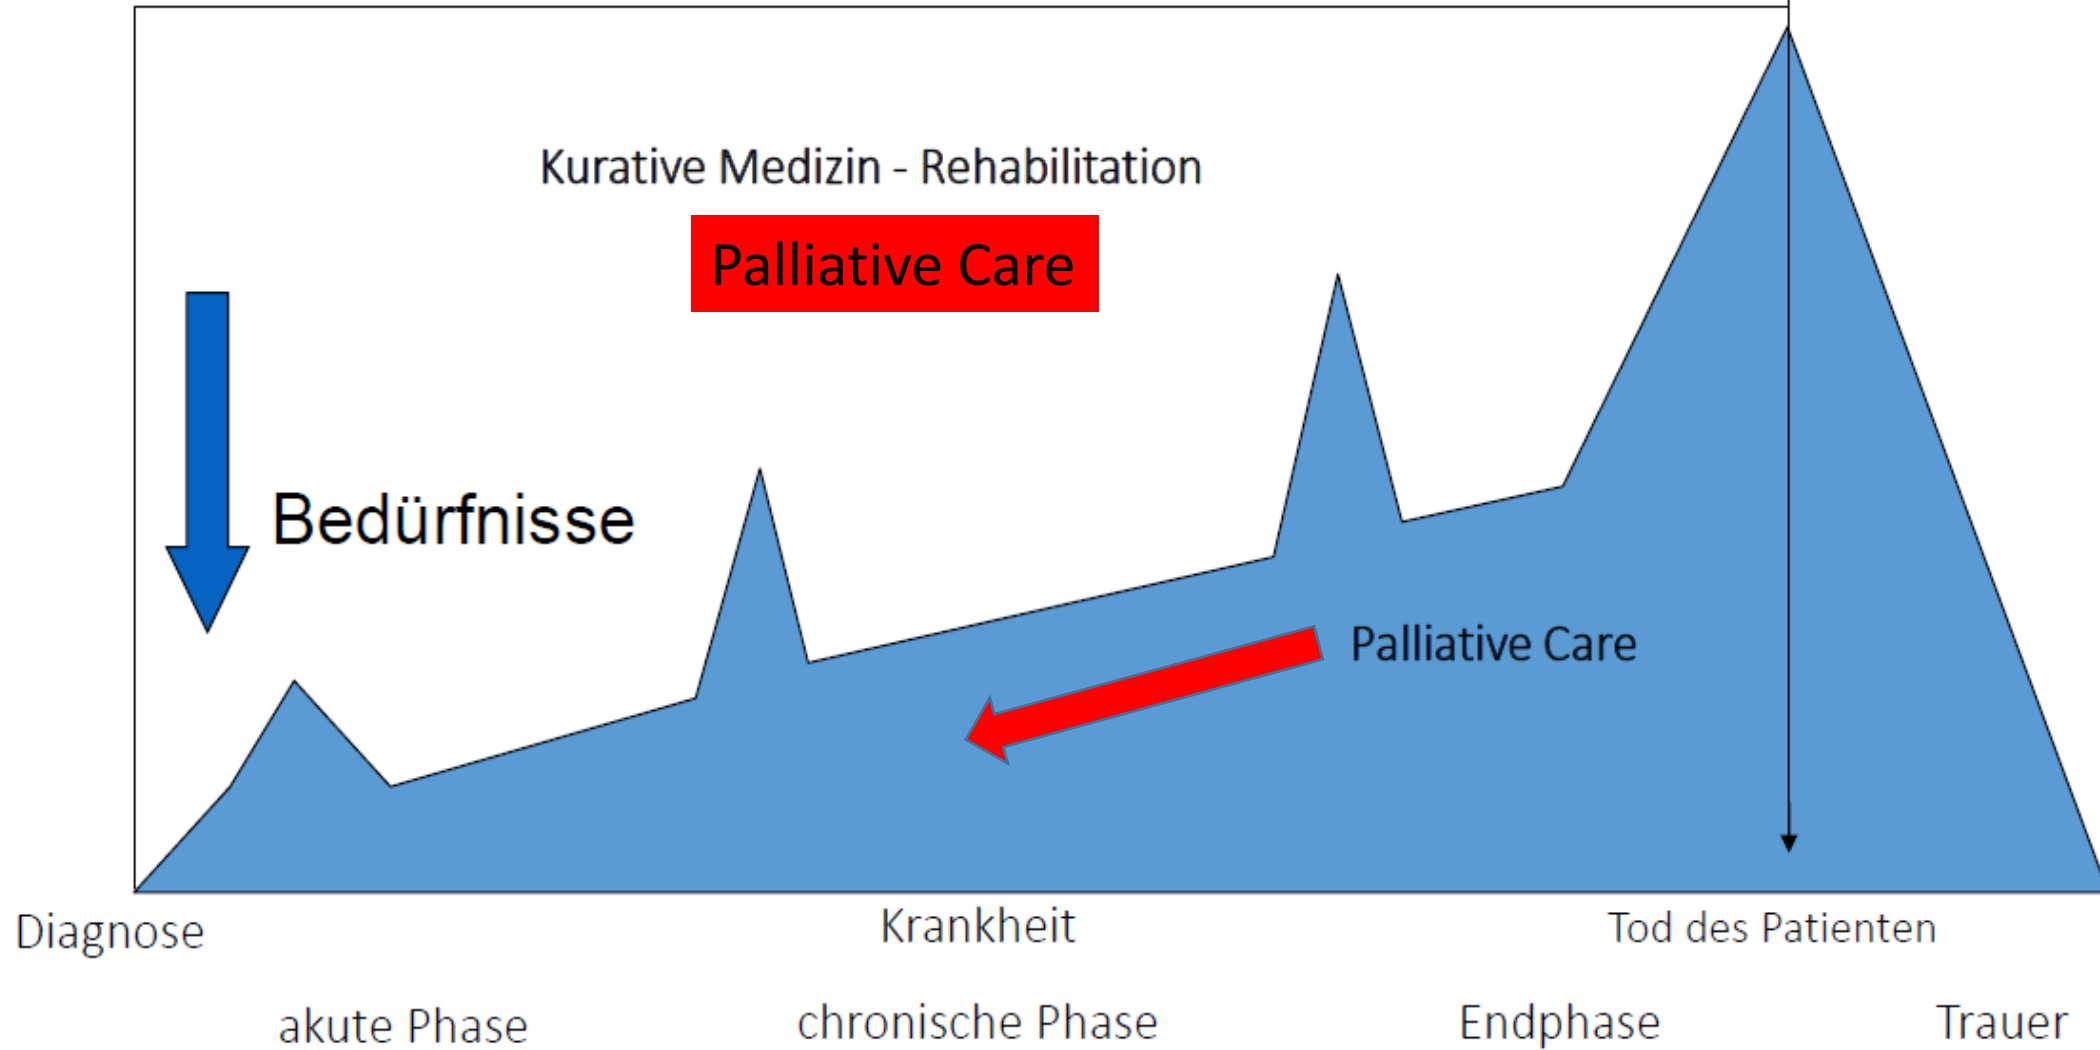 Kurative Medizin - Rehabilitation
Palliative Care
Bedürfnisse
Palliative Care
Diagnose
Krankheit
Tod des Patienten
akute Phase
chronische Phase
Endphase
Trauer